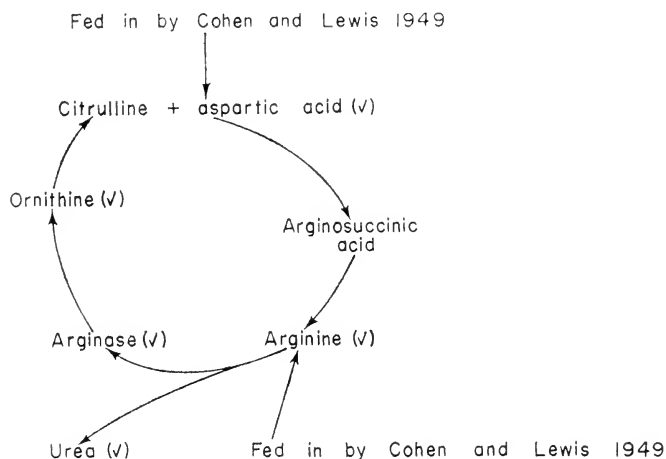 Fed in by Cohen and Lewis 1949
Citrulline + aspartic acid (√)
Ornithine (√)
Arginosuccinic
acid
Arginase (√)
Arginine (√)
Urea (√)
Fed in by Cohen and Lewis 1949